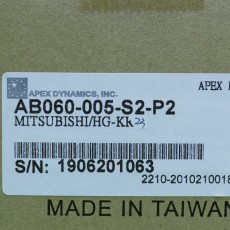 APEX DYNAMICS, INC.
APEX
AB060-005-S2-P2
MITSUBISHI/HG-KR23
S/N: 1906201063
2210-2010210018
MADE IN TAIWAN